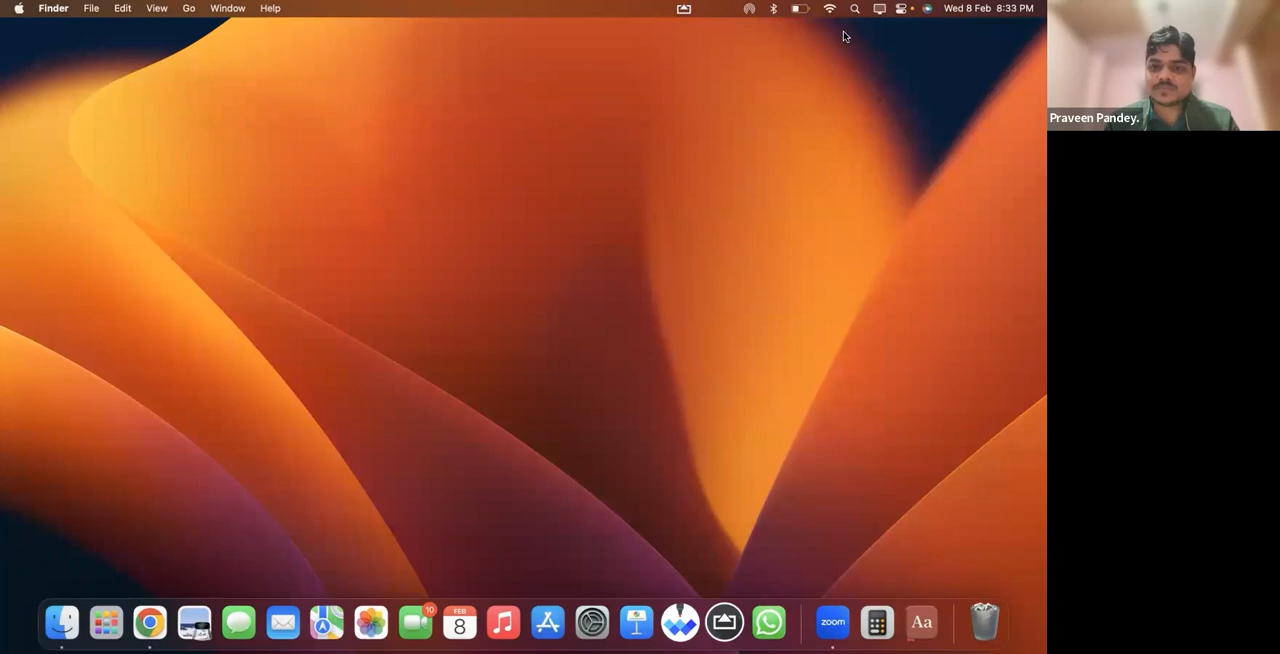 Finder File Edit View Go Window Help Wed 8 Feb 8:33 PM
Praveen Pandey.
10
FEB
8
zoom
Aa